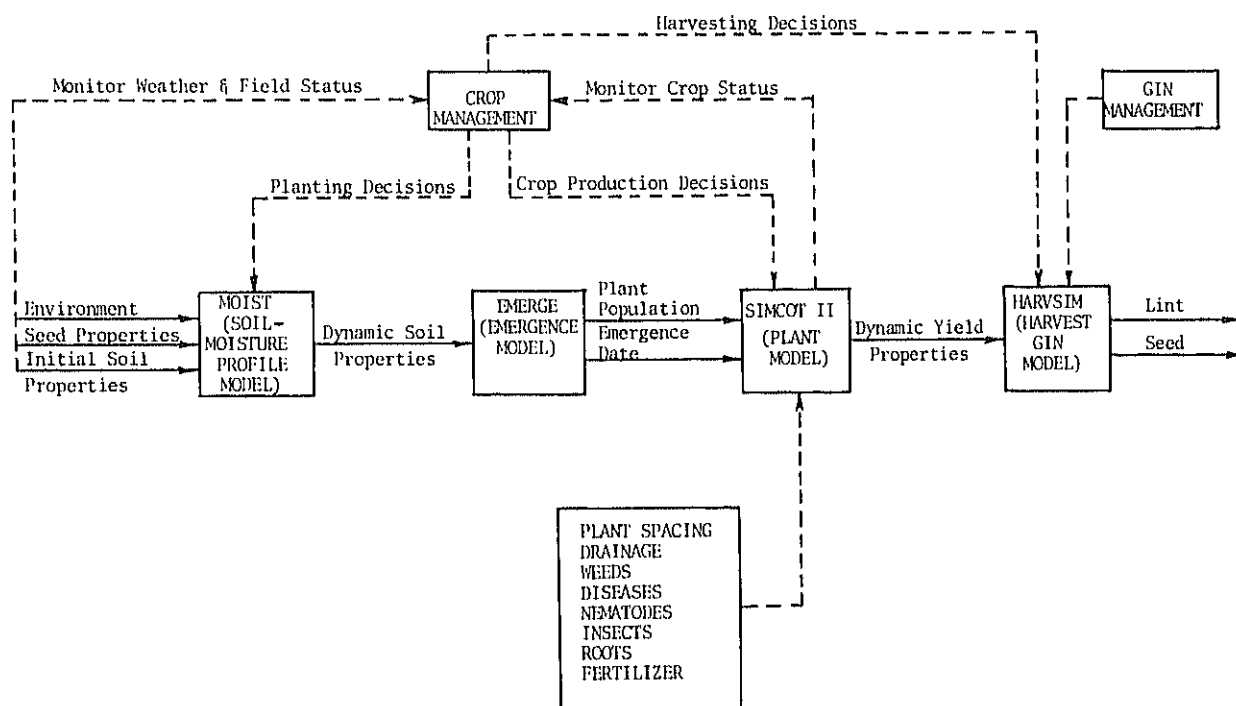 Harvesting Decisions
Monitor Weather & Field Status
CROP
MANAGEMENT
Monitor Crop Status
GIN
MANAGEMENT
Planting Decisions
Crop Production Decisions
Environment
Seed Properties
Initial Soil
Properties
MOIST
(SOIL-
MOISTURE
PROFILE
MODEL)
Dynamic Soil
Properties
EMERGE
(EMERGENCE
MODEL)
Plant
Population
Emergence
Date
SIMCOT II
(PLANT MODEL)
Dynamic Yield
Properties
HARVSIM
(HARVEST
GIN
MODEL)
Lint
Seed
PLANT SPACING
DRAINAGE
WEEDS
DISEASES
NEMATODES
INSECTS
ROOTS
FERTILIZER